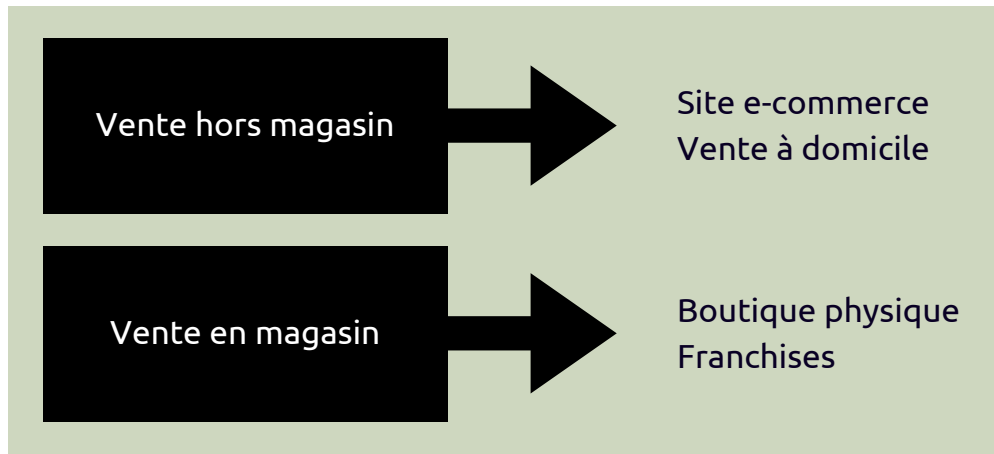 Vente hors magasin
Site e-commerce
Vente à domicile
Vente en magasin
Boutique physique
Franchises